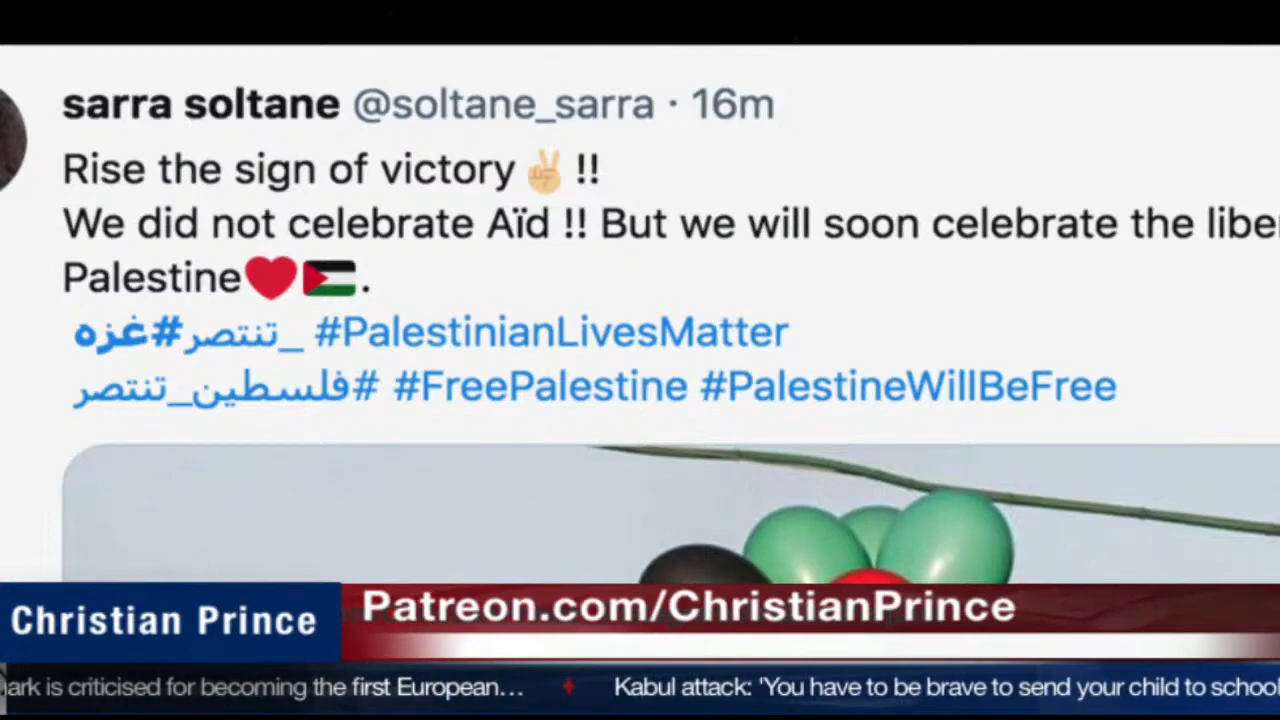 sarra soltane @soltane_sarra · 16m
Rise the sign of victory✌🏼 !!
We did not celebrate Aïd !! But we will soon celebrate the liber
Palestine❤️🇵🇸.
#غزه_تنتصر #PalestinianLivesMatter
#فلسطين_تنتصر #FreePalestine #PalestineWillBeFree
Christian Prince
Patreon.com/ChristianPrince
ark is criticised for becoming the first European... Kabul attack: 'You have to be brave to send your child to school